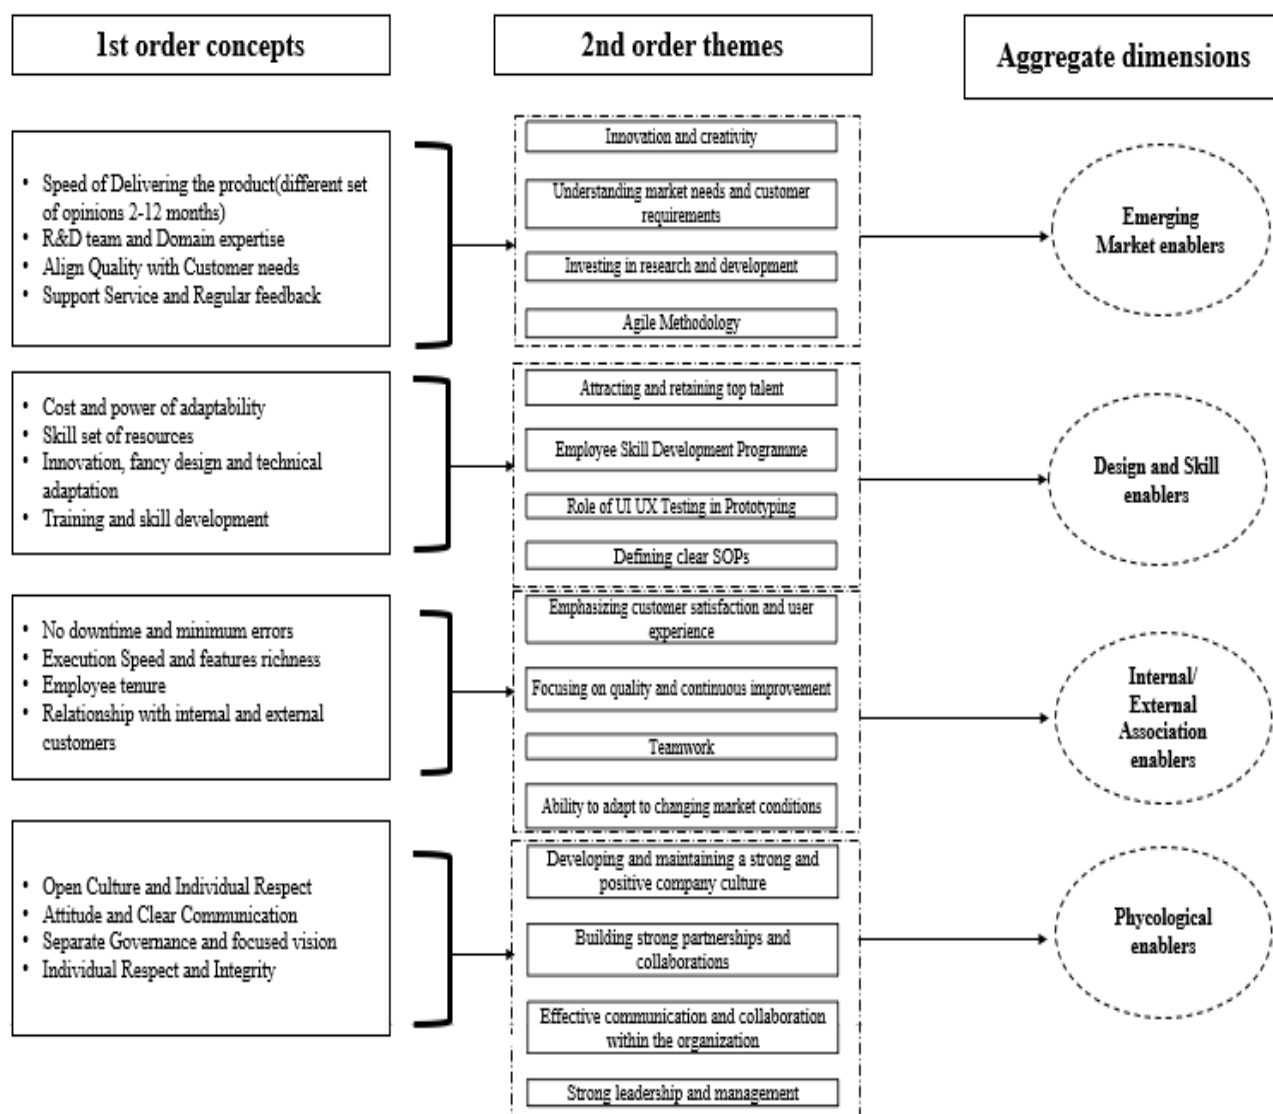 1st order concepts
2nd order themes
Aggregate dimensions
• Speed of Delivering the product(different set
of opinions 2-12 months)
• R&D team and Domain expertise
• Align Quality with Customer needs
• Support Service and Regular feedback
Innovation and creativity
Understanding market needs and customer
requirements
Investing in research and development
Agile Methodology
Emerging
Market enablers
• Cost and power of adaptability
• Skill set of resources
• Innovation, fancy design and technical
adaptation
• Training and skill development
Attracting and retaining top talent
Employee Skill Development Programme
Role of UI UX Testing in Prototyping
Defining clear SOPs
Design and Skill
enablers
• No downtime and minimum errors
• Execution Speed and features richness
• Employee tenure
• Relationship with internal and external
customers
Emphasizing customer satisfaction and user
experience
Focusing on quality and continuous improvement
Teamwork
Ability to adapt to changing market conditions
Internal/
External
Association
enablers
• Open Culture and Individual Respect
• Attitude and Clear Communication
• Separate Governance and focused vision
• Individual Respect and Integrity
Developing and maintaining a strong and
positive company culture
Building strong partnerships and
collaborations
Effective communication and collaboration
within the organization
Strong leadership and management
Phycological
enablers